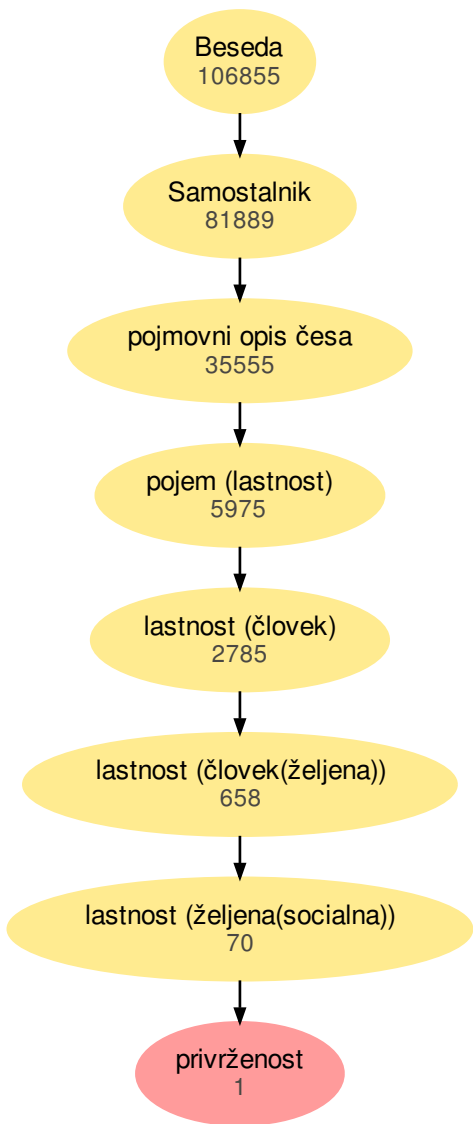 Beseda
106855
Samostalnik
81889
pojmovni opis česa
35555
pojem (lastnost)
5975
lastnost (človek)
2785
lastnost (človek(željena))
658
lastnost (željena(socialna))
70
privrženost
1